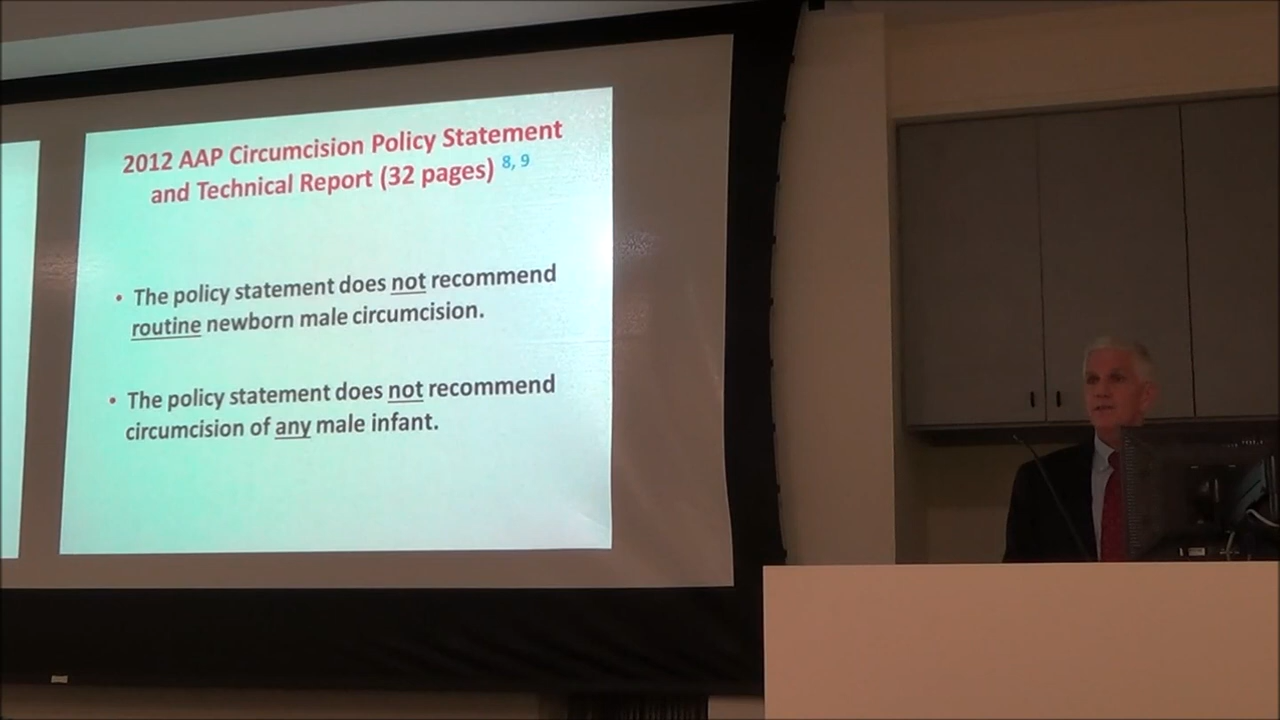 2012 AAP Circumcision Policy Statement
and Technical Report (32 pages) 8, 9
• The policy statement does not recommend
routine newborn male circumcision.
• The policy statement does not recommend
circumcision of any male infant.